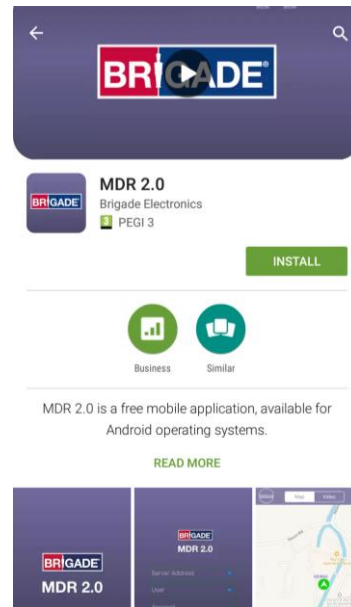 BRIGADE
BRIGADE
MDR 2.0
Brigade Electronics
3 PEGI 3
INSTALL
Business
Similar
MDR 2.0 is a free mobile application, available for
Android operating systems.
READ MORE
BRIGADE
MDR 2.0
BRIGADE
MDR 2.0
Server Address
User
Map
Video